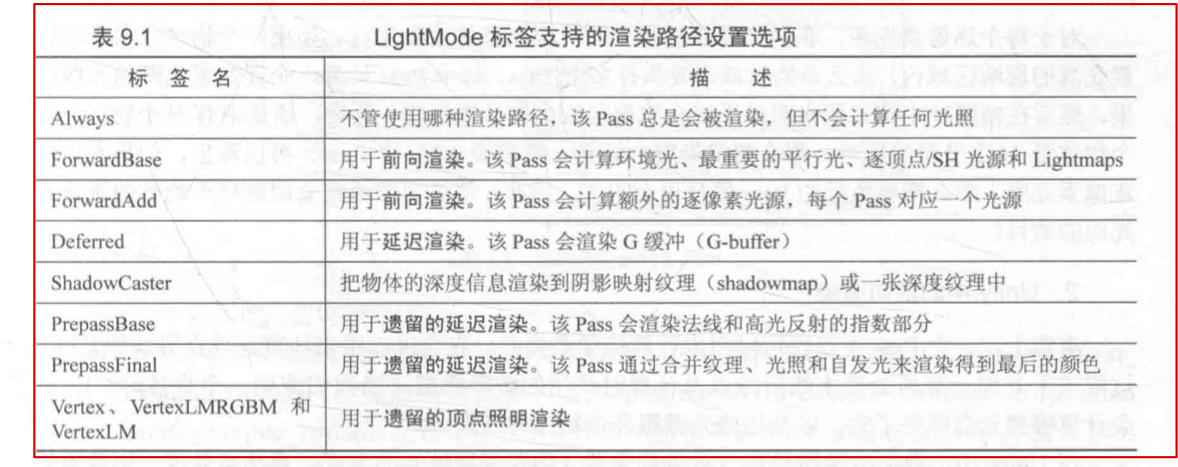 表 9.1 LightMode 标签支持的渲染路径设置选项
标 签 名 描 述
Always 不管使用哪种渲染路径，该 Pass 总是会被渲染，但不会计算任何光照
ForwardBase 用于前向渲染。该 Pass 会计算环境光、最重要的平行光、逐顶点/SH 光源和 Lightmaps
ForwardAdd 用于前向渲染。该 Pass 会计算额外的逐像素光源，每个 Pass 对应一个光源
Deferred 用于延迟渲染。该 Pass 会渲染 G 缓冲（G-buffer）
ShadowCaster 把物体的深度信息渲染到阴影映射纹理（shadowmap）或一张深度纹理中
PrepassBase 用于遗留的延迟渲染。该 Pass 会渲染法线和高光反射的指数部分
PrepassFinal 用于遗留的延迟渲染。该 Pass 通过合并纹理、光照和自发光来渲染得到最后的颜色
Vertex、VertexLMRGBM 和
VertexLM 用于遗留的顶点照明渲染